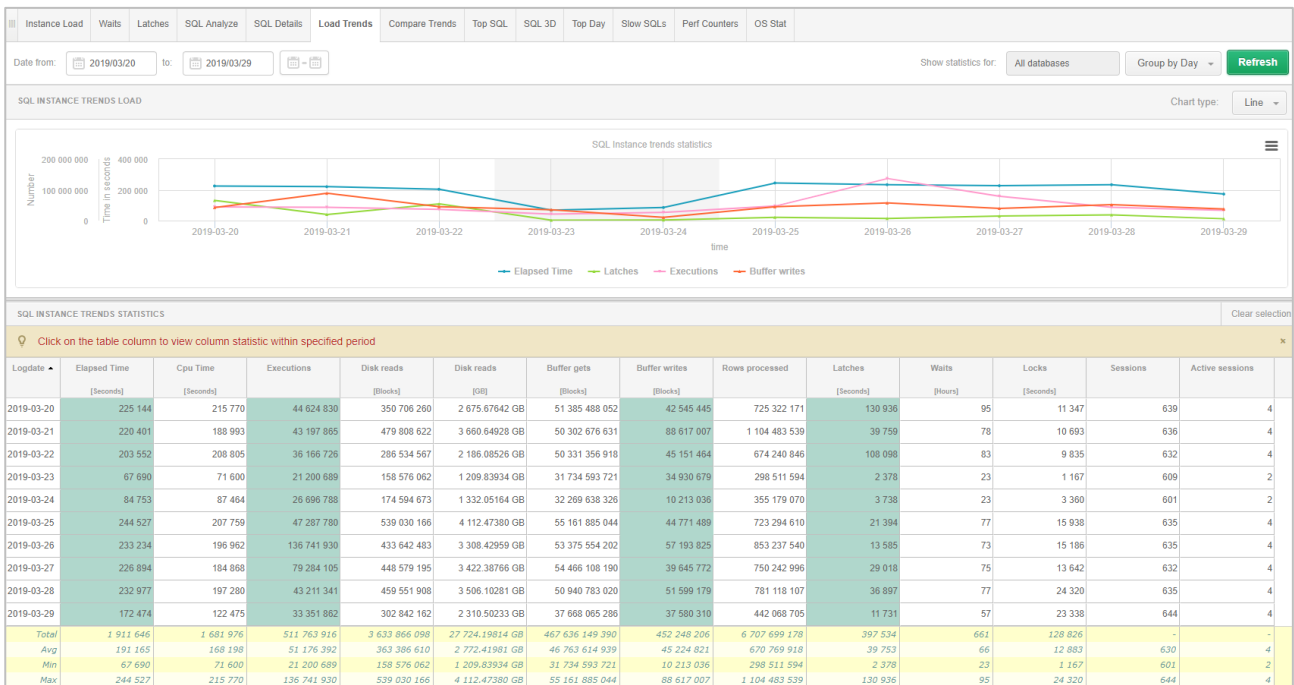 Instance Load Waits Latches SQL Analyze SQL Details Load Trends Compare Trends Top SQL SQL 3D Top Day Slow SQLs Perf Counters OS Stat
Date from: 2019/03/20 to: 2019/03/29 - Show statistics for: All databases Group by Day Refresh
SQL INSTANCE TRENDS LOAD Chart type: Line
SQL Instance trends statistics
200 000 000 400 000
100 000 000 200 000
0 0
Number
Time in seconds
2019-03-20 2019-03-21 2019-03-22 2019-03-23 2019-03-24 2019-03-25 2019-03-26 2019-03-27 2019-03-28 2019-03-29
time
Elapsed Time Latches Executions Buffer writes
SQL INSTANCE TRENDS STATISTICS Clear selection
Click on the table column to view column statistic within specified period ×
Logdate Elapsed Time Cpu Time Executions Disk reads Disk reads Buffer gets Buffer writes Rows processed Latches Waits Locks Sessions Active sessions
[Seconds] [Seconds] [Blocks] [GB] [Blocks] [Blocks] [Seconds] [Hours] [Seconds]
2019-03-20 225 144 215 770 44 624 830 350 706 260 2 675.67642 GB 51 385 488 052 42 545 445 725 322 171 130 936 95 11 347 639 4
2019-03-21 220 401 188 993 43 197 865 479 808 622 3 660.64928 GB 50 302 676 631 88 617 007 1 104 483 539 39 759 78 10 693 636 4
2019-03-22 203 552 208 805 36 166 726 286 534 567 2 186.08526 GB 50 331 356 918 45 151 464 674 240 846 108 098 83 9 835 632 4
2019-03-23 67 690 71 600 21 200 689 158 576 062 1 209.83934 GB 31 734 593 721 34 930 679 298 511 594 2 378 23 1 167 609 2
2019-03-24 84 753 87 464 26 696 788 174 594 673 1 332.05164 GB 32 269 638 326 10 213 036 355 179 070 3 738 23 3 360 601 2
2019-03-25 244 527 207 759 47 287 780 539 030 166 4 112.47380 GB 55 161 885 044 44 771 489 723 294 610 21 394 77 15 938 635 4
2019-03-26 233 234 196 962 136 741 930 433 642 483 3 308.42959 GB 53 375 554 202 57 193 825 853 237 540 13 585 73 15 186 635 4
2019-03-27 226 894 184 868 79 284 105 448 579 195 3 422.38766 GB 54 466 108 190 39 645 772 750 242 996 29 018 75 13 642 632 4
2019-03-28 232 977 197 280 43 211 341 459 551 908 3 506.10281 GB 50 940 783 020 51 599 179 781 118 107 36 897 77 24 320 635 4
2019-03-29 172 474 122 475 33 351 862 302 842 162 2 310.50233 GB 37 668 065 286 37 580 310 442 068 705 11 731 57 23 338 644 4
Total 1 911 646 1 681 976 511 763 916 3 633 866 098 27 724.19814 GB 467 636 149 390 452 248 206 6 707 699 178 397 534 661 128 826 - -
Avg 191 165 168 198 51 176 392 363 386 610 2 772.41981 GB 46 763 614 939 45 224 821 670 769 918 39 753 66 12 883 630 4
Min 67 690 71 600 21 200 689 158 576 062 1 209.83934 GB 31 734 593 721 10 213 036 298 511 594 2 378 23 1 167 601 2
Max 244 527 215 770 136 741 930 539 030 166 4 112.47380 GB 55 161 885 044 88 617 007 1 104 483 539 130 936 95 24 320 644 4